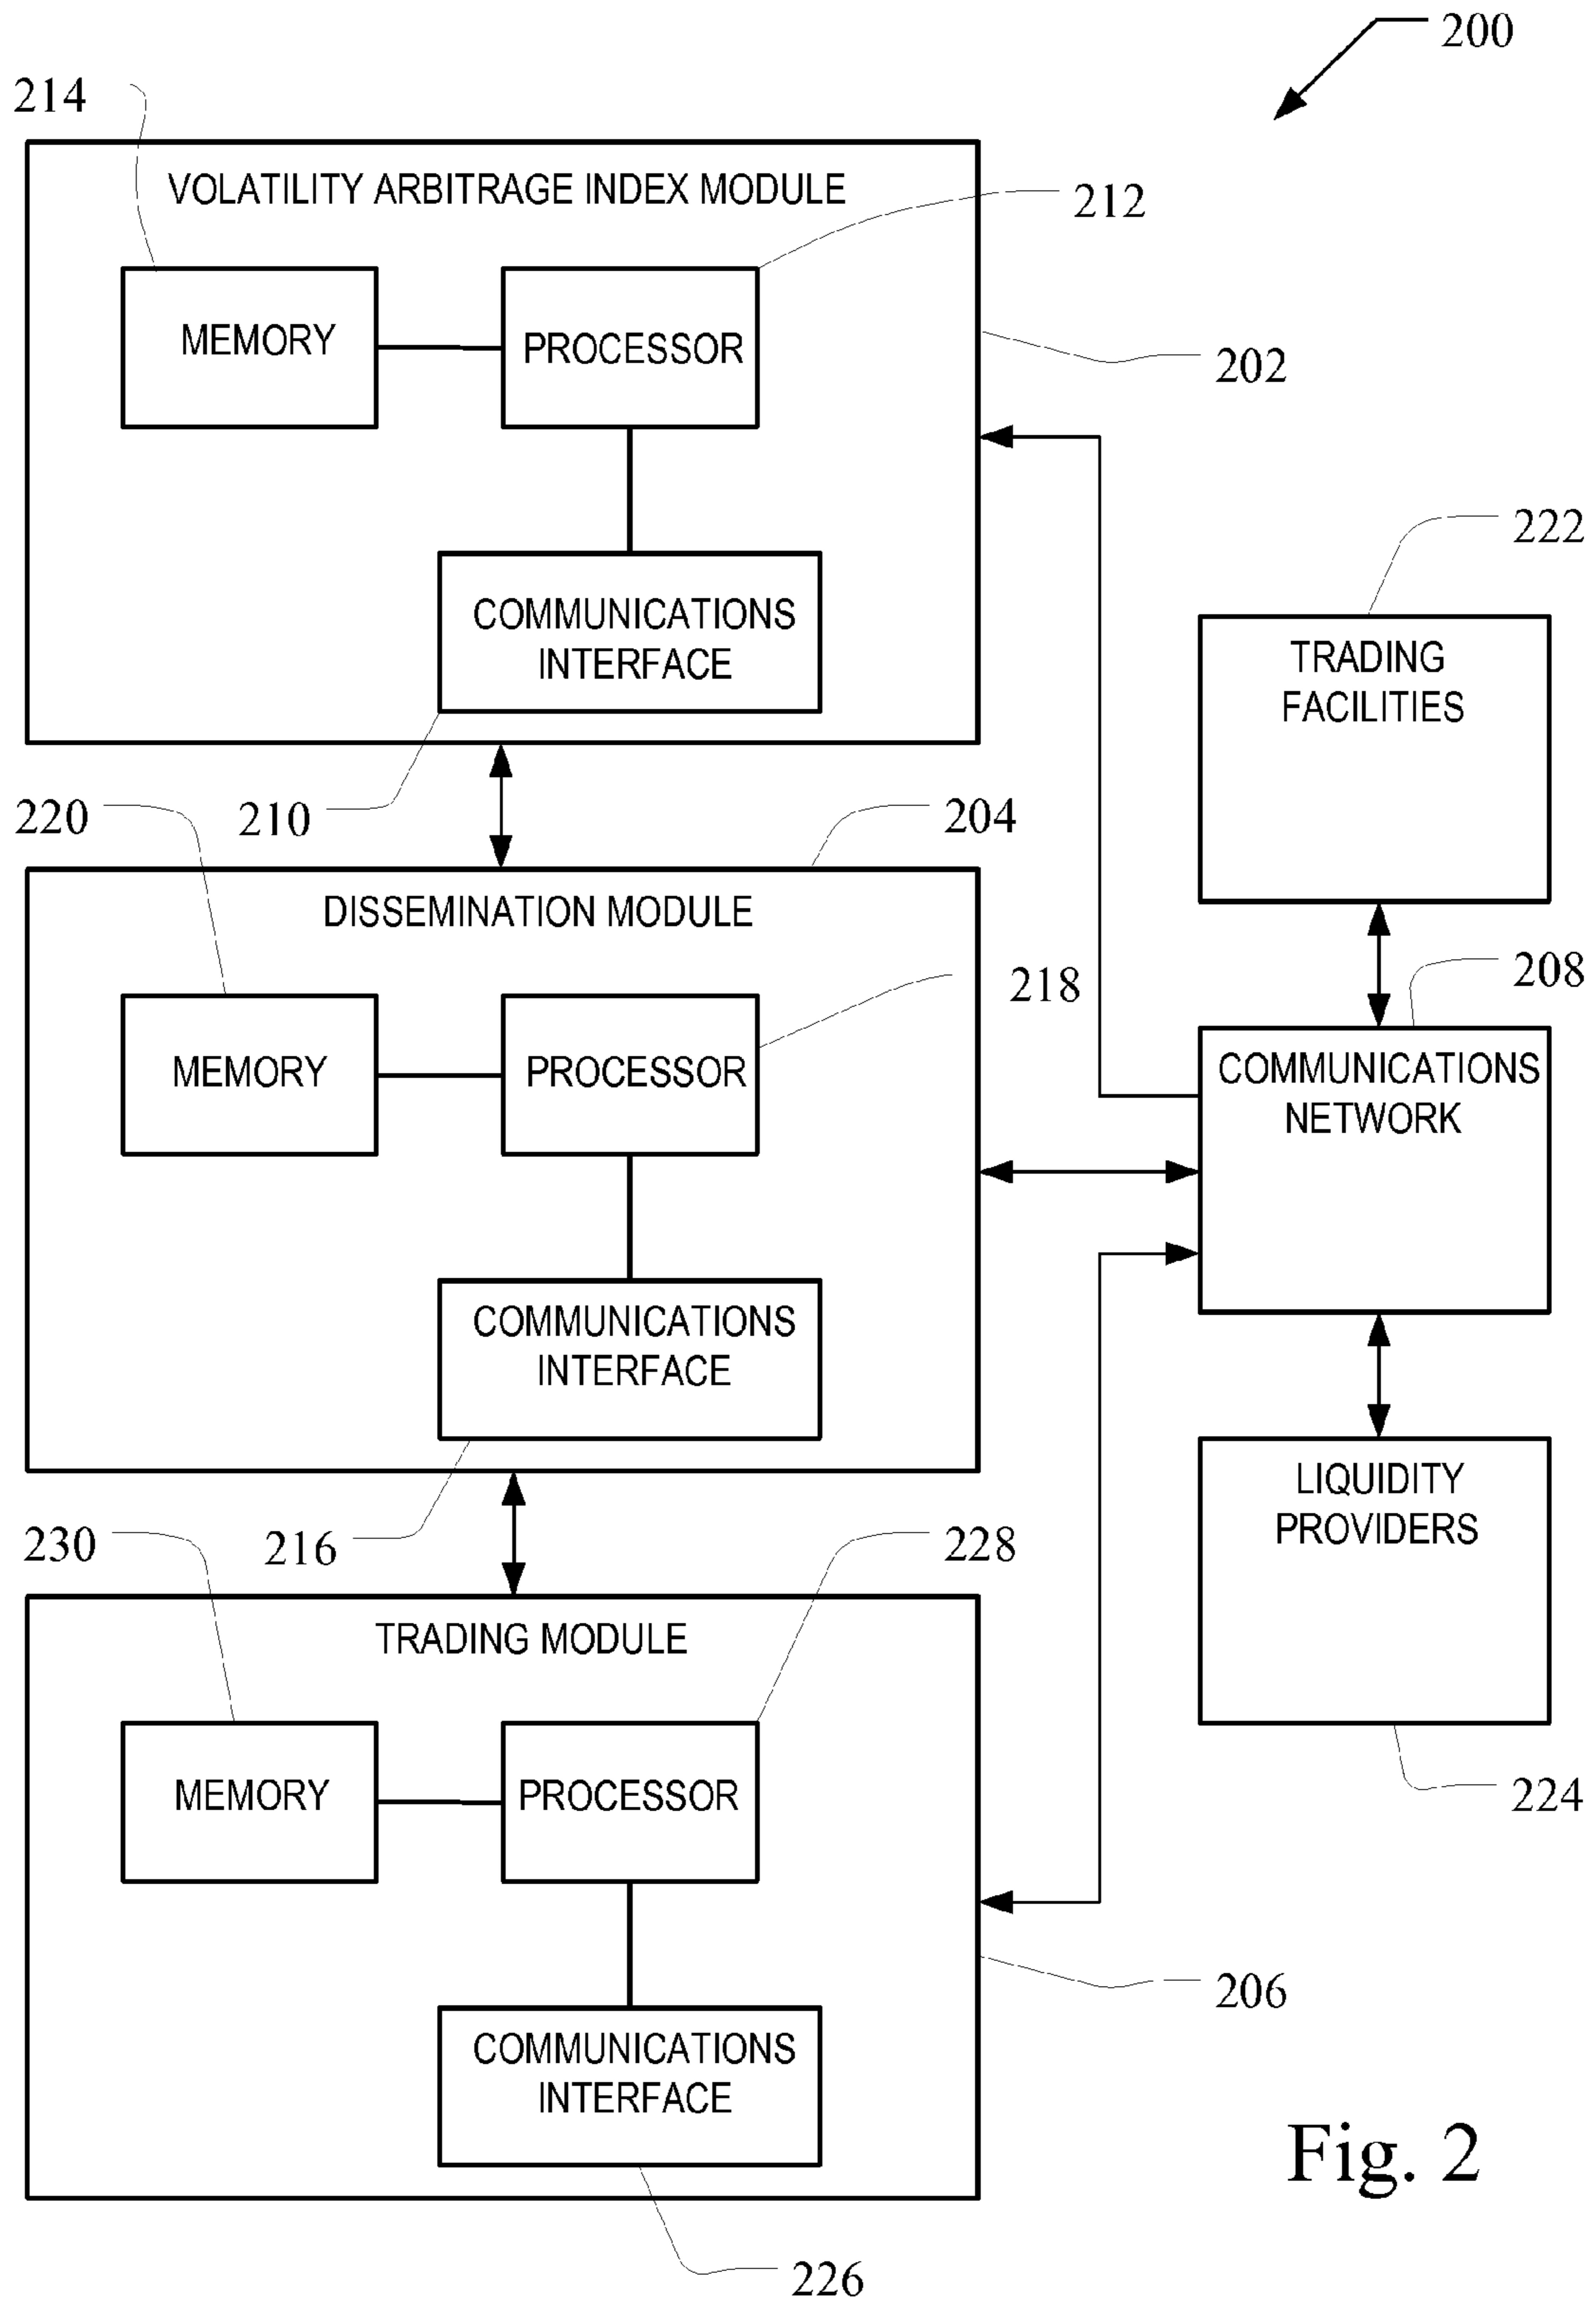 200
214
VOLATILITY ARBITRAGE INDEX MODULE
212
MEMORY
PROCESSOR
202
COMMUNICATIONS
INTERFACE
210
222
TRADING
FACILITIES
220
204
DISSEMINATION MODULE
218
208
MEMORY
PROCESSOR
COMMUNICATIONS
NETWORK
COMMUNICATIONS
INTERFACE
216
LIQUIDITY
PROVIDERS
224
230
228
TRADING MODULE
MEMORY
PROCESSOR
206
COMMUNICATIONS
INTERFACE
226
Fig. 2